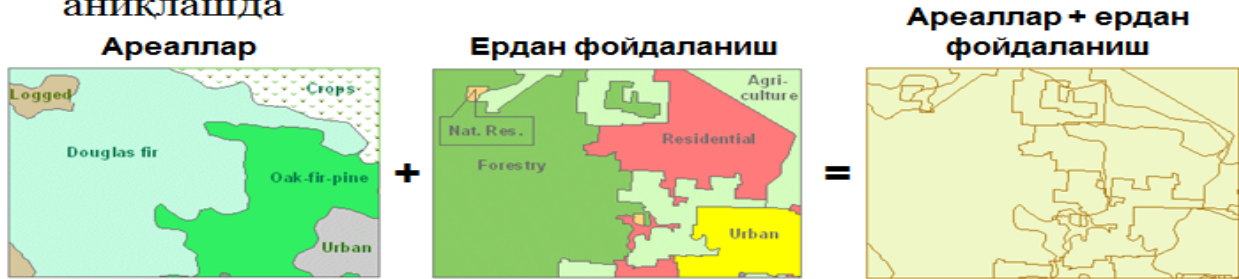 аниқлашда
Ареаллар
Ердан фойдаланиш
Ареаллар + ердан
фойдаланиш
Logged
Crops
Douglas fir
Oak-fir-pine
Urban
+
Agri-
culture
Nat. Res.
Residential
Forestry
Urban
=